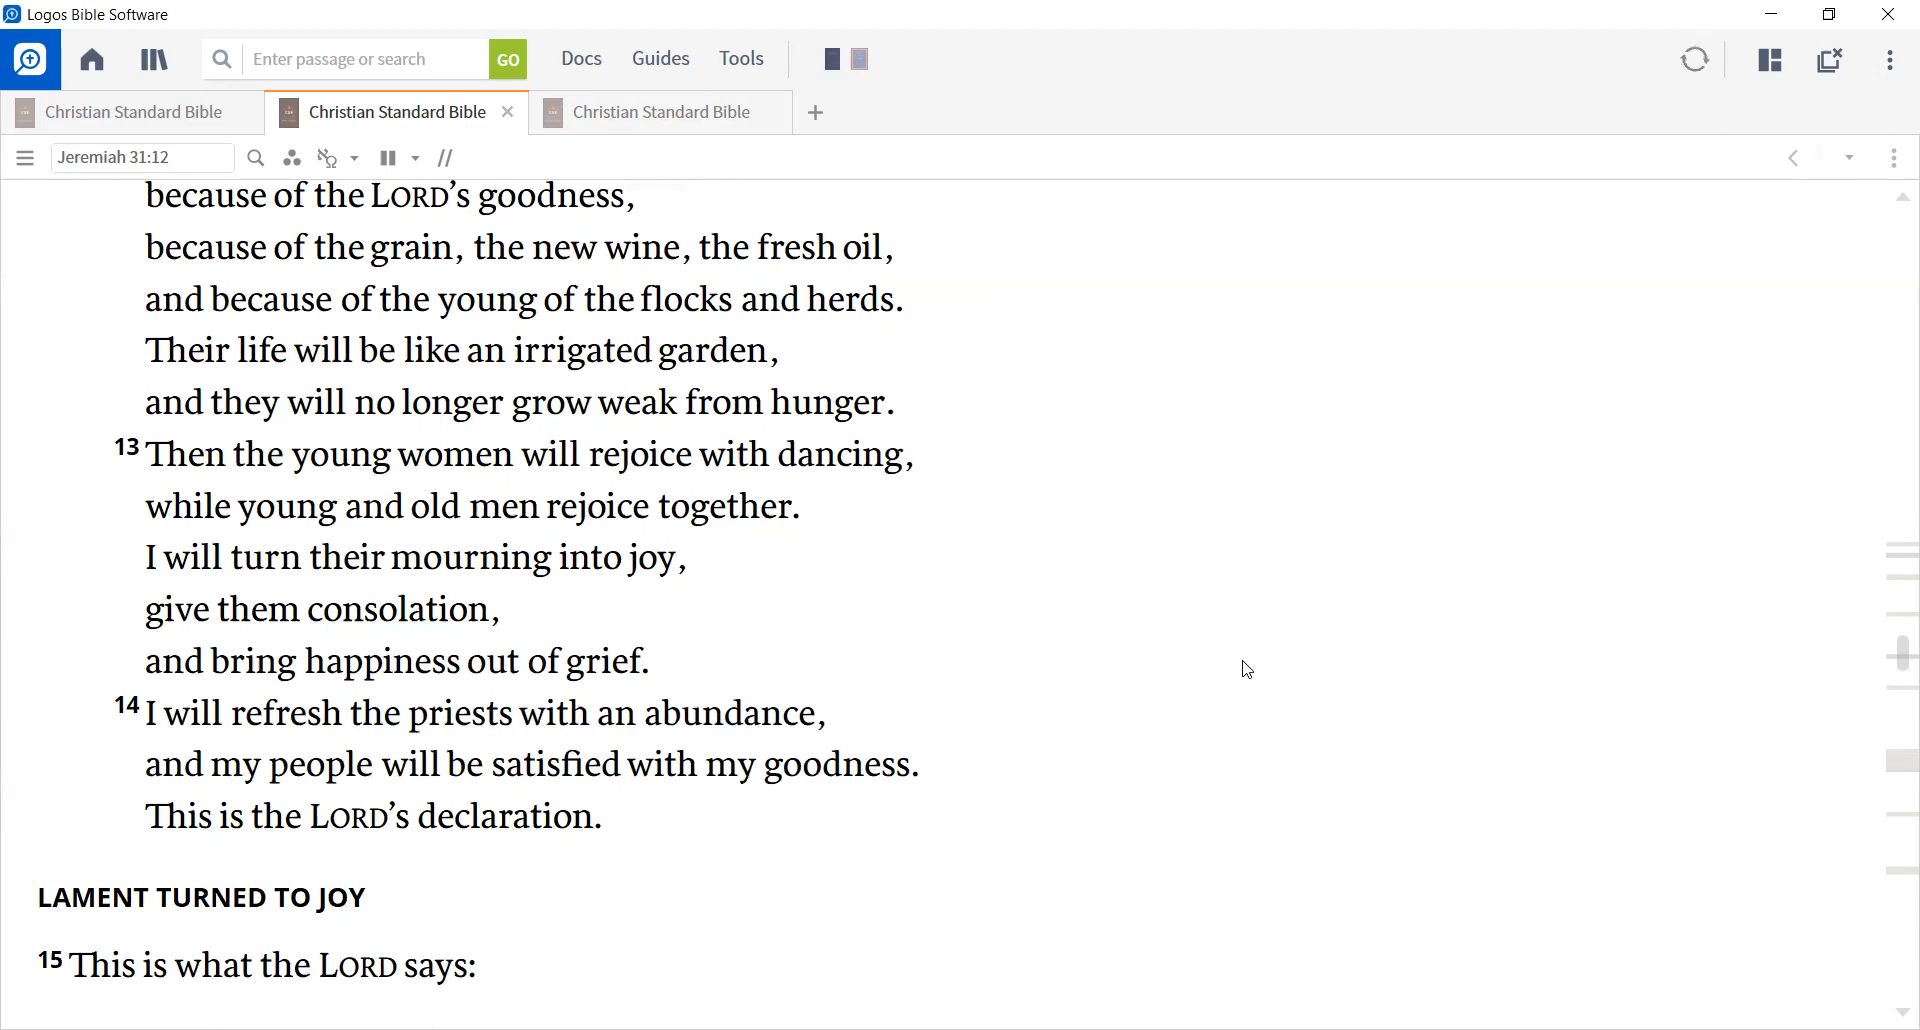 Logos Bible Software
Enter passage or search
GO
Docs
Guides
Tools
Christian Standard Bible
Christian Standard Bible
Christian Standard Bible
Jeremiah 31:12
because of the LORD’s goodness,
because of the grain, the new wine, the fresh oil,
and because of the young of the flocks and herds.
Their life will be like an irrigated garden,
and they will no longer grow weak from hunger.
13 Then the young women will rejoice with dancing,
while young and old men rejoice together.
I will turn their mourning into joy,
give them consolation,
and bring happiness out of grief.
14 I will refresh the priests with an abundance,
and my people will be satisfied with my goodness.
This is the LORD’s declaration.
LAMENT TURNED TO JOY
15 This is what the LORD says: